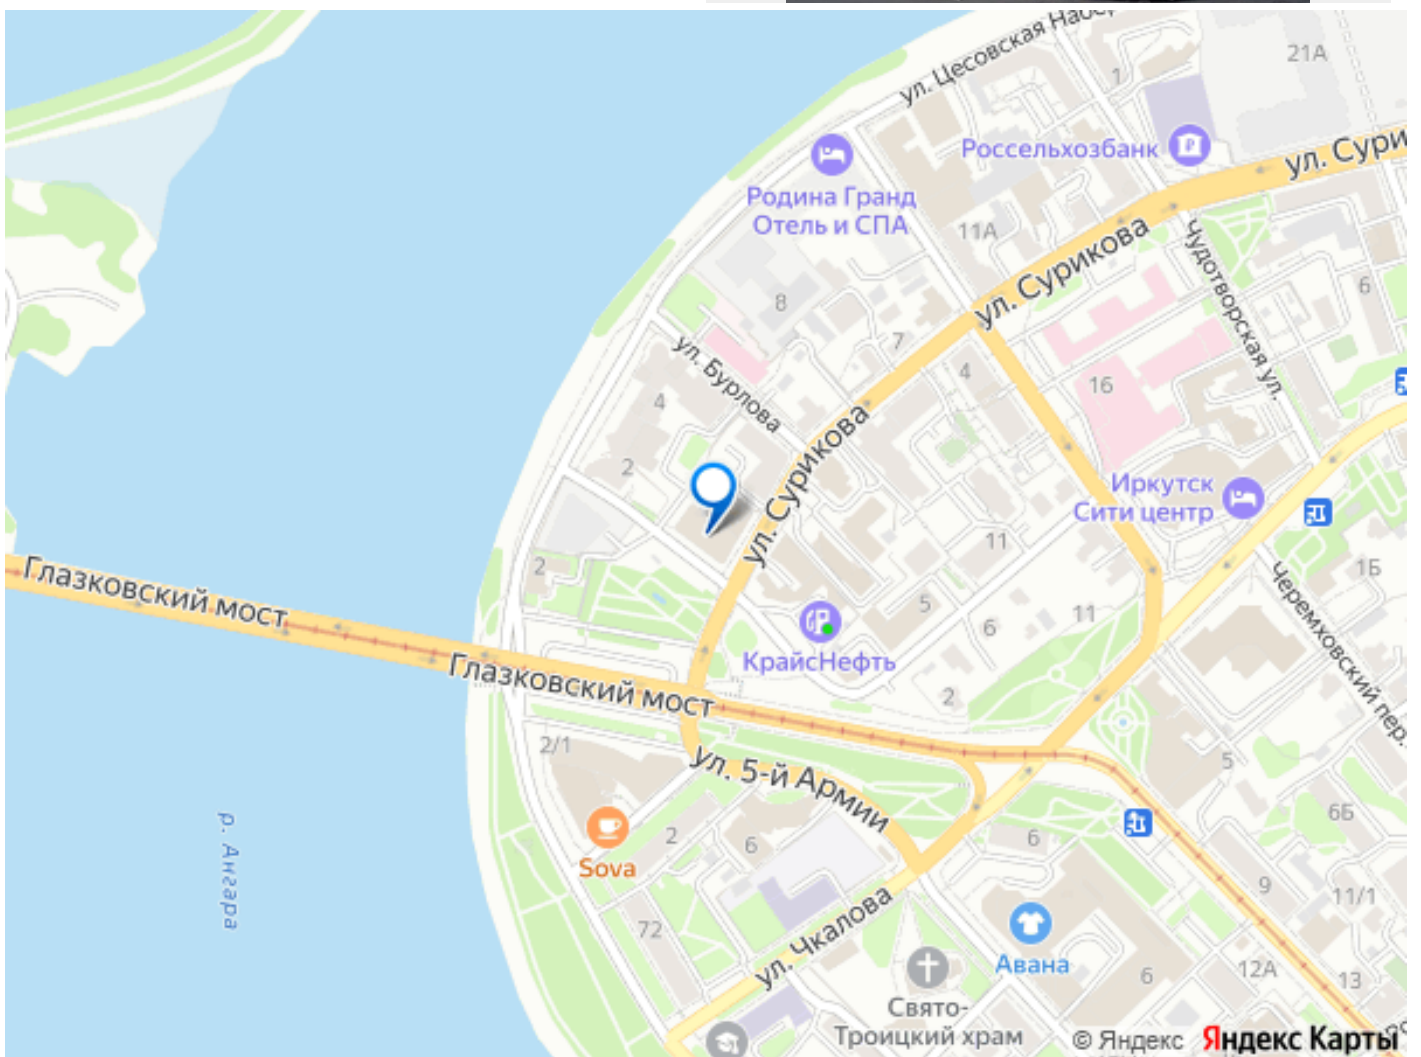 ул. Цесовская Набер
1
21А
Россельхозбанк
ул. Сури
Родина Гранд
Отель и СПА
11А
ул. Сурикова
Чудотворская ул.
6
8
7
4
16
ул. Бурлова
4
2
ул. Сурикова
Иркутск
Сити центр
11
2
Глазковский мост
5
6
11
1Б
Черемховский пер.
КрайсНефть
2
Глазковский мост
2/1
ул. 5-й Армии
5
6Б
2
6
6
Sova
р. Ангара
9
11/1
72
ул. Чкалова
Авана
6
12А
13
Свято-
Троицкий храм
© Яндекс
Яндекс Карты